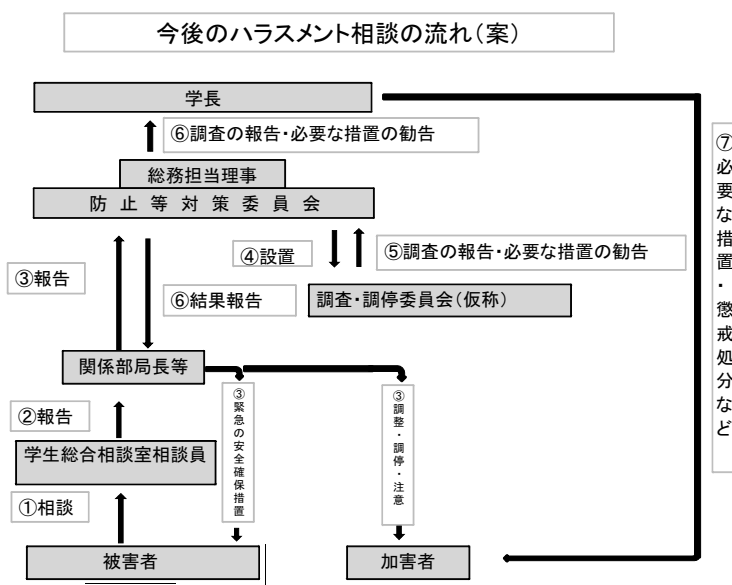 今後のハラスメント相談の流れ(案)
学長
⑥調査の報告・必要な措置の勧告
総務担当理事
防止等対策委員会
④設置
⑤調査の報告・必要な措置の勧告
③報告
⑥結果報告
調査・調停委員会(仮称)
関係部局長等
②報告
学生総合相談室相談員
①相談
③緊急の安全確保措置
③調整・調停・注意
被害者
加害者
⑦必要な措置・懲戒処分など